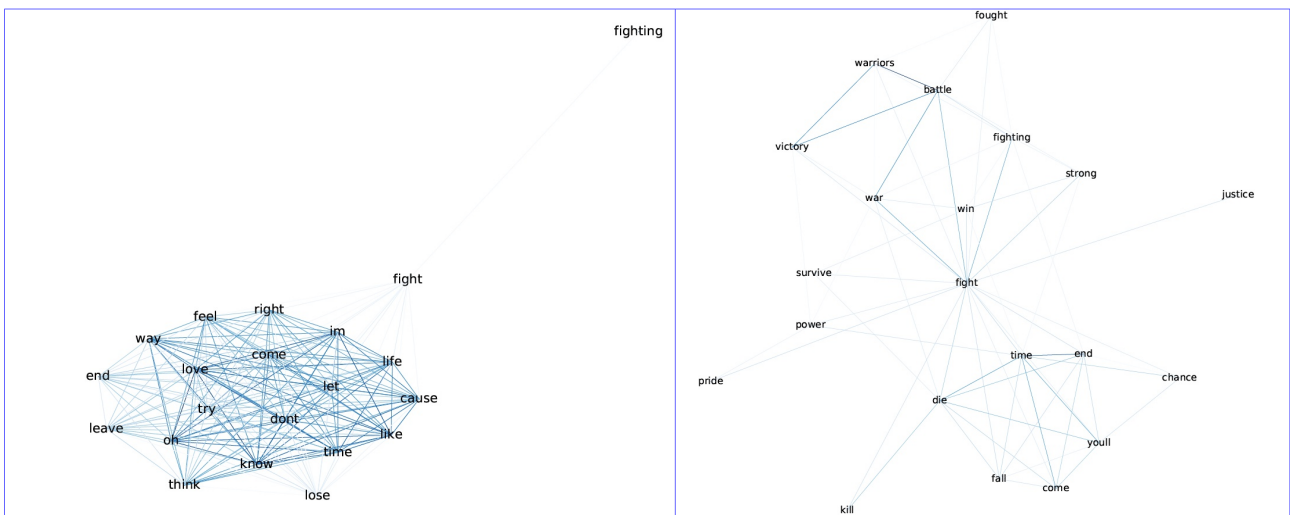 fighting
fight
right
feel
im
way
come
life
love
end
let
cause
try
dont
leave
like
oh
time
know
think
lose
fought
warriors
battle
fighting
victory
strong
justice
war
win
survive
fight
power
time
end
chance
pride
die
youll
fall
come
kill